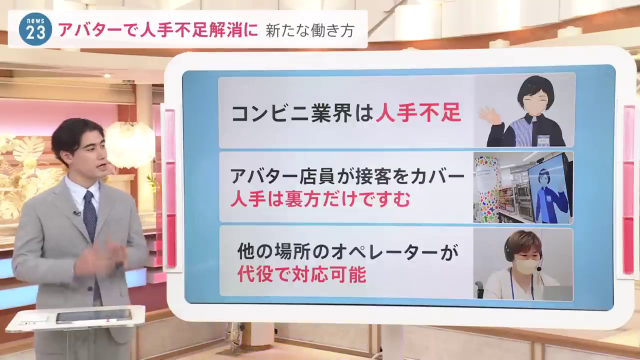 news
23
アバターで人手不足解消に 新たな働き方
コンビニ業界は人手不足
アバター店員が接客をカバー
人手は裏方だけですむ
他の場所のオペレーターが
代役で対応可能